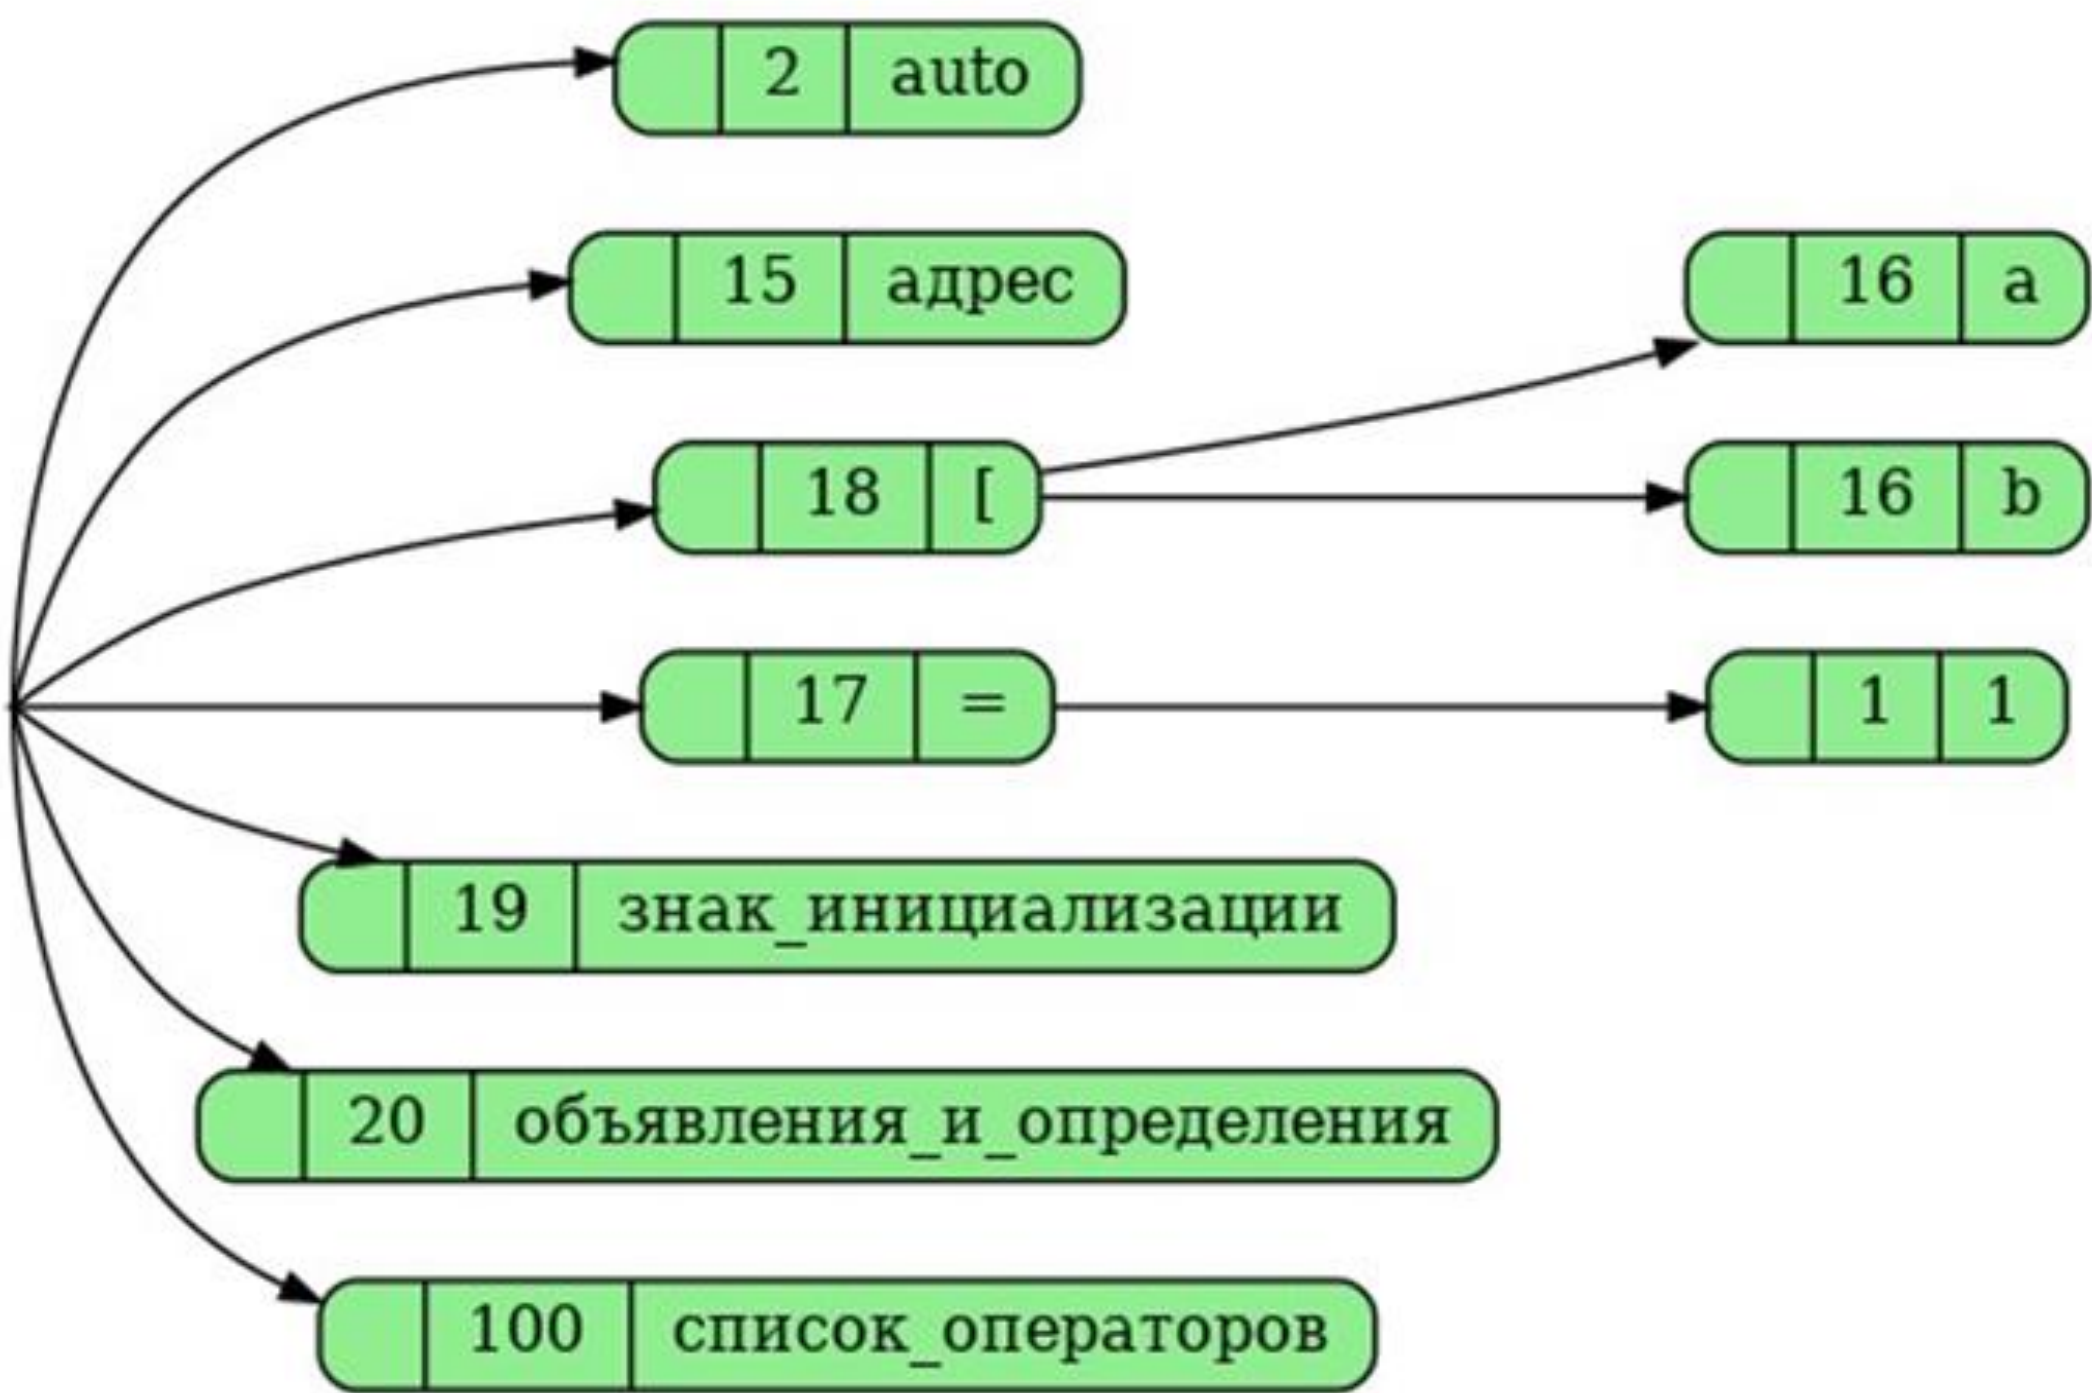 2 auto
15 адрес
16 a
18 [
16 b
17 =
1 1
19 знак_инициализации
20 объявления_и_определения
100 список_операторов